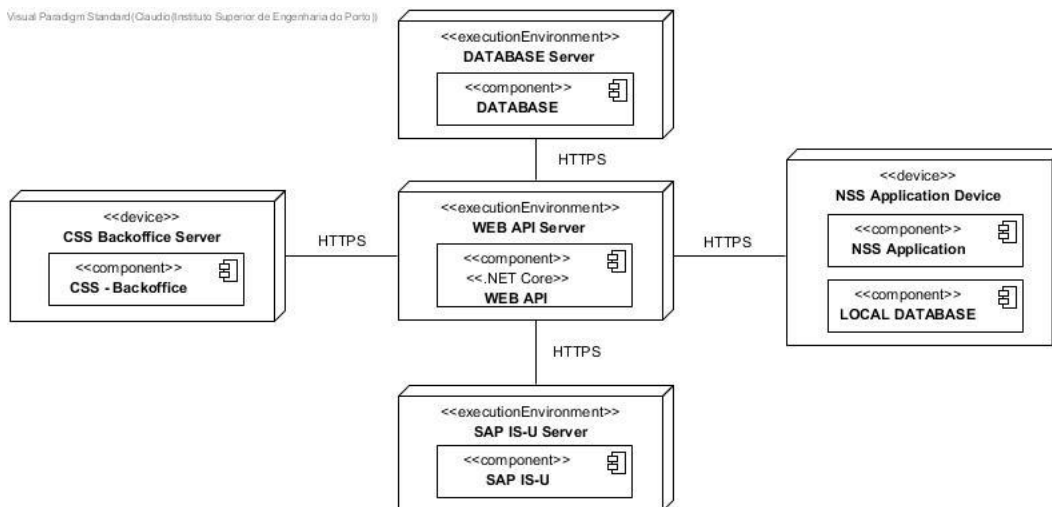 Visual Paradigm Standard(Claudio(Instituto Superior de Engenharia do Porto))
<<executionEnvironment>>
DATABASE Server
<<component>>
DATABASE
HTTPS
<<device>>
CSS Backoffice Server
<<component>>
CSS - Backoffice
HTTPS
<<executionEnvironment>>
WEB API Server
<<component>>
<<.NET Core>>
WEB API
HTTPS
<<device>>
NSS Application Device
<<component>>
NSS Application
<<component>>
LOCAL DATABASE
HTTPS
<<executionEnvironment>>
SAP IS-U Server
<<component>>
SAP IS-U